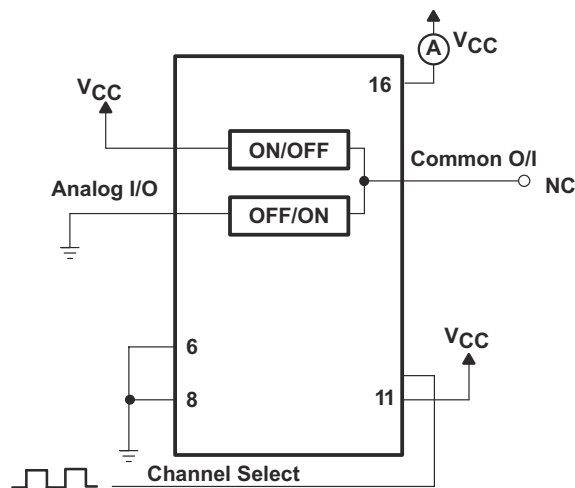 A
VCC
16
VCC
ON/OFF
Common O/I
Analog I/O
OFF/ON
NC
6
VCC
8
11
Channel Select